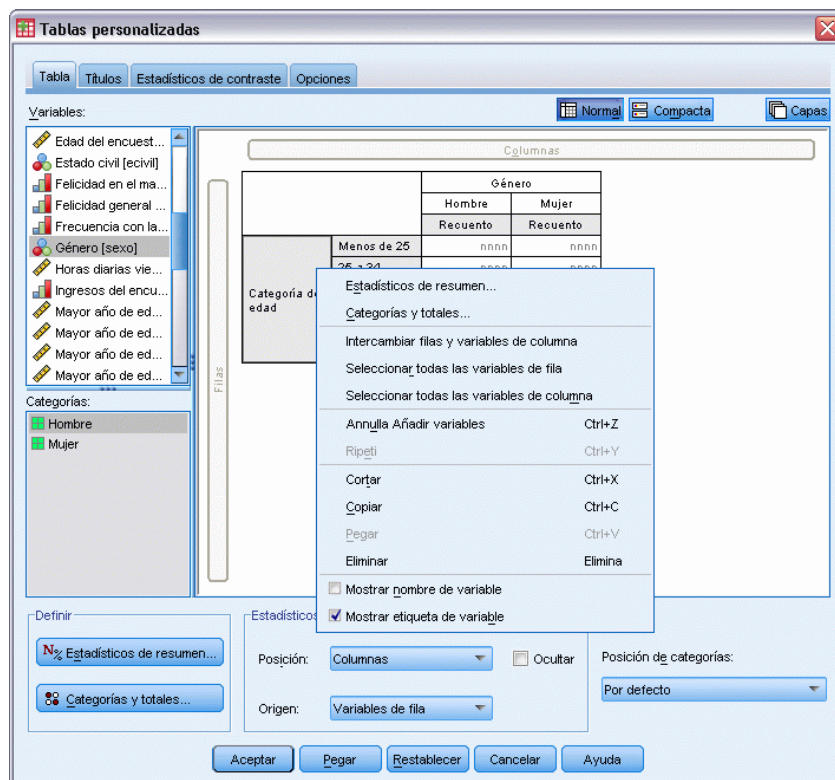 Tablas personalizadas
Tabla Títulos Estadísticos de contraste Opciones
Variables:
Normal Compacta Capas
Edad del encuest...
Estado civil [ecivil]
Felicidad en el ma...
Felicidad general ...
Frecuencia con la...
Género [sexo]
Horas diarias vie...
Ingresos del encu...
Mayor año de ed...
Mayor año de ed...
Mayor año de ed...
Mayor año de ed...
Categorías:
Hombre
Mujer
Columnas
Filas
Género
Hombre Mujer
Recuento Recuento
Menos de 25 nnnn nnnn
Categoría de
edad
Estadísticos de resumen...
Categorías y totales...
Intercambiar filas y variables de columna
Seleccionar todas las variables de fila
Seleccionar todas las variables de columna
Annulla Añadir variables Ctrl+Z
Ripeti Ctrl+Y
Cortar Ctrl+X
Copiar Ctrl+C
Pegar Ctrl+V
Eliminar Elimina
Mostrar nombre de variable
Mostrar etiqueta de variable
Definir
N% Estadísticos de resumen...
Categorías y totales...
Estadísticos
Posición: Columnas Ocultar
Origen: Variables de fila
Posición de categorías:
Por defecto
Aceptar Pegar Restablecer Cancelar Ayuda